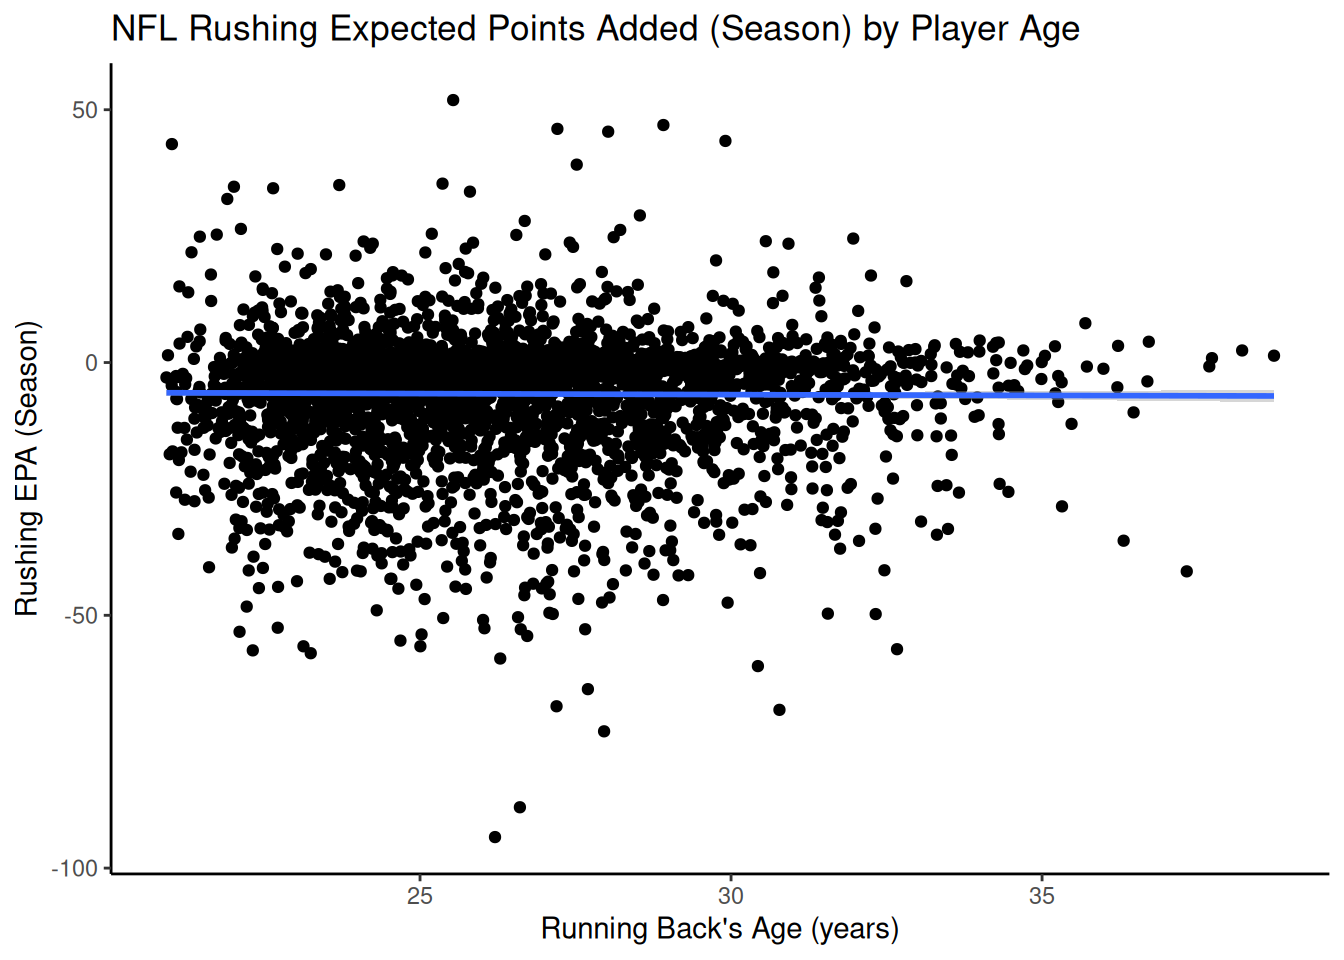 NFL Rushing Expected Points Added (Season) by Player Age
50
0
-50
-100
Rushing EPA (Season)
25
30
35
Running Back's Age (years)